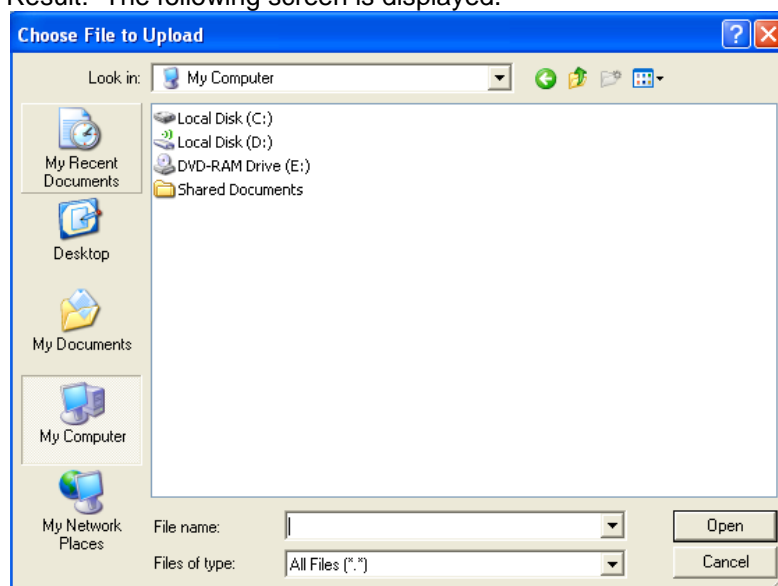 Result: The following screen is displayed.
Choose File to Upload
Look in: My Computer
Local Disk (C:)
Local Disk (D:)
DVD-RAM Drive (E:)
Shared Documents
My Recent
Documents
Desktop
My Documents
My Computer
My Network
Places
File name:
Open
Files of type: All Files (*.*)
Cancel